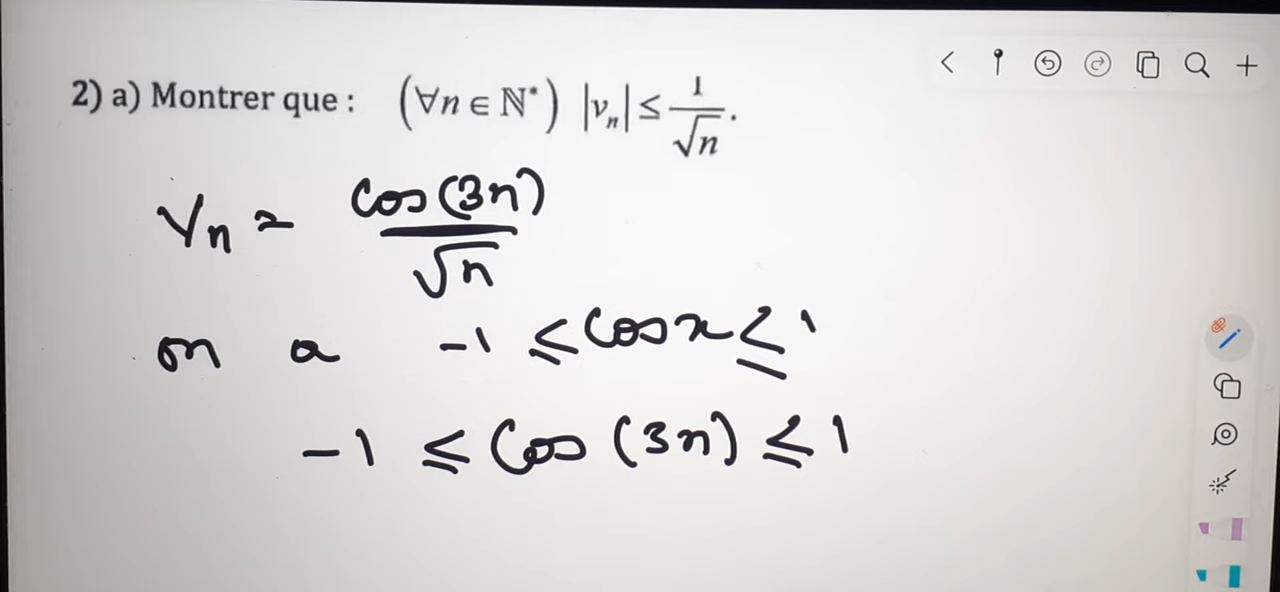 2) a) Montrer que : (∀n ∈ ℕ*) |vₙ| ≤ 1/√n.
Vₙ = cos(3n)/√n
on a -1 ≤ cos x ≤ 1
-1 ≤ Cos (3n) ≤ 1